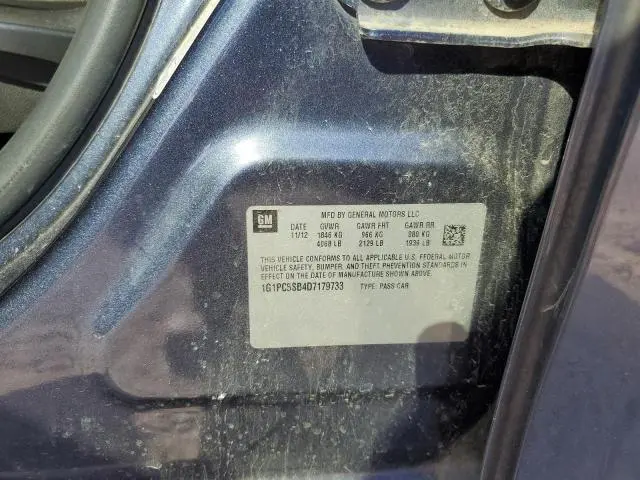 GM
MFD BY GENERAL MOTORS LLC
DATE GVWR GAWR FRT GAWR RR
11/12 1846 KG 966 KG 880 KG
4068 LB 2129 LB 1939 LB
THIS VEHICLE CONFORMS TO ALL APPLICABLE U.S. FEDERAL MOTOR
VEHICLE SAFETY, BUMPER, AND THEFT PREVENTION STANDARDS IN
EFFECT ON THE DATE OF MANUFACTURE SHOWN ABOVE.
1G1PC5SB4D7179733 TYPE: PASS CAR